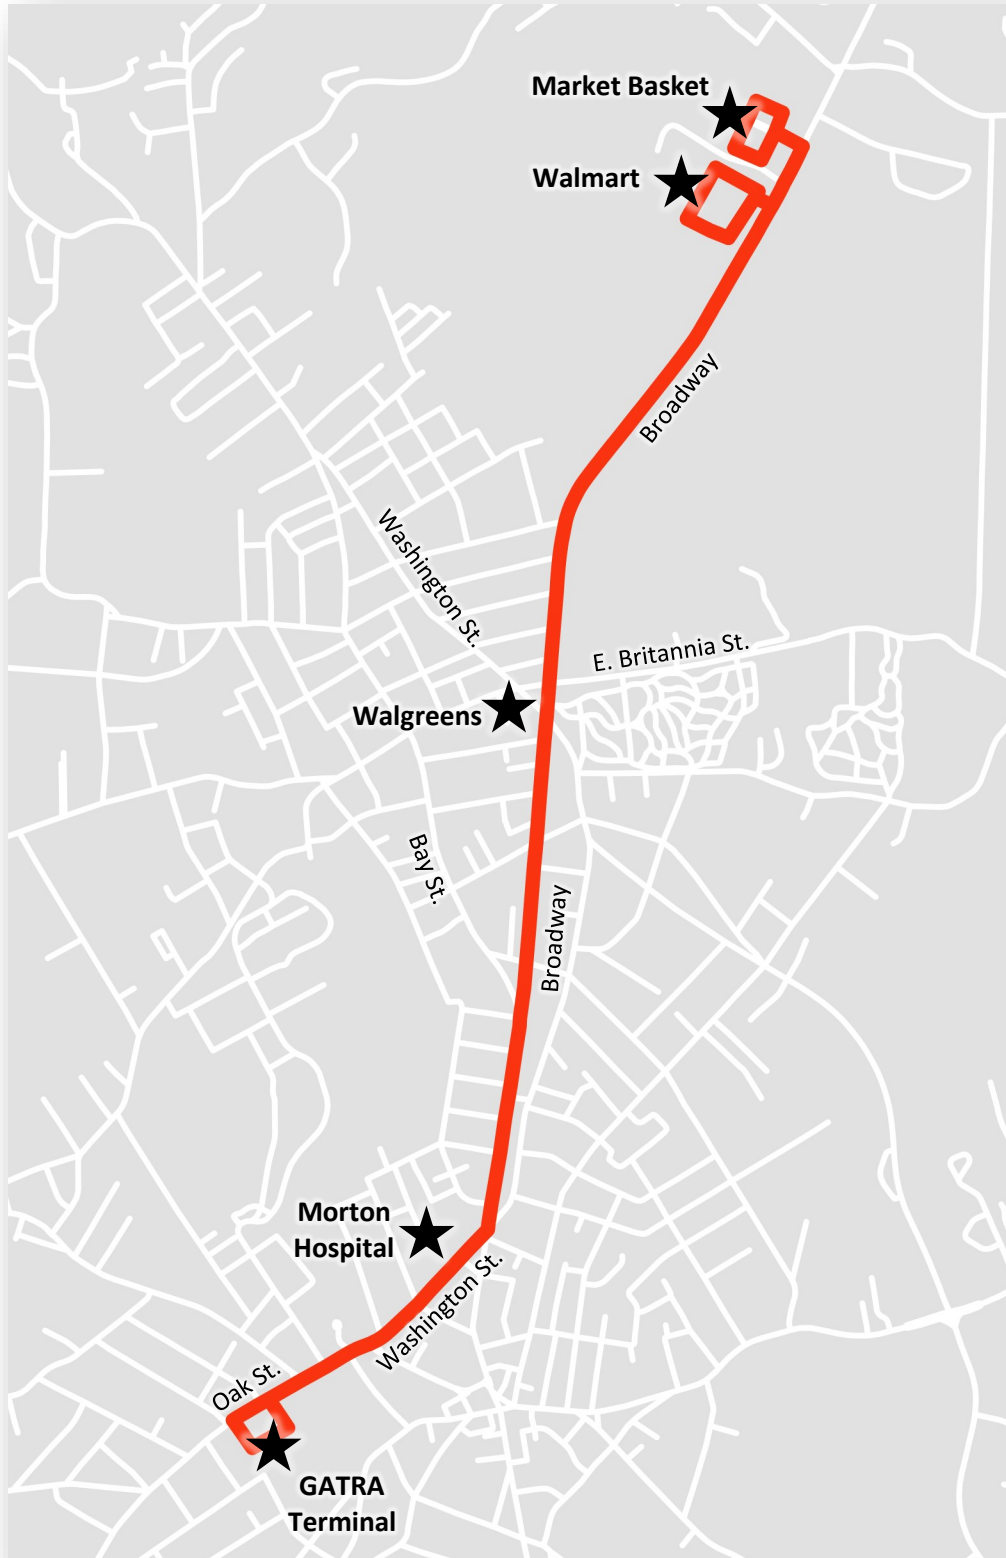 Market Basket
Walmart
Broadway
Washington St.
E. Britannia St.
Walgreens
Bay St.
Broadway
Morton
Hospital
Washington St.
Oak St.
GATRA
Terminal